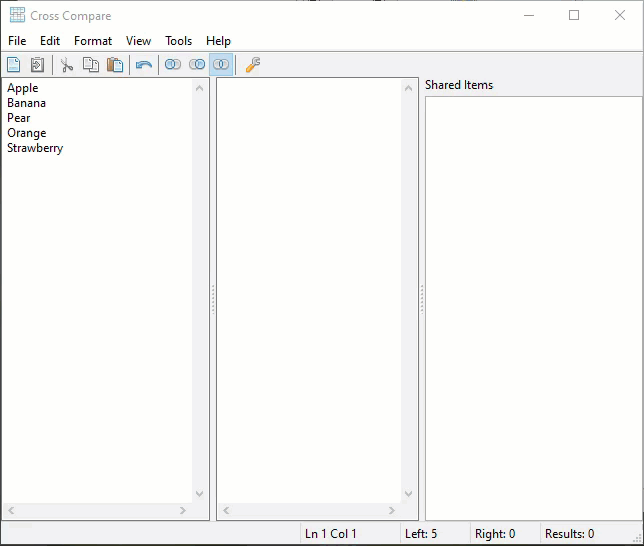 Cross Compare
File Edit Format View Tools Help
Shared Items
Apple
Banana
Pear
Orange
Strawberry
Ln 1 Col 1 Left: 5 Right: 0 Results: 0